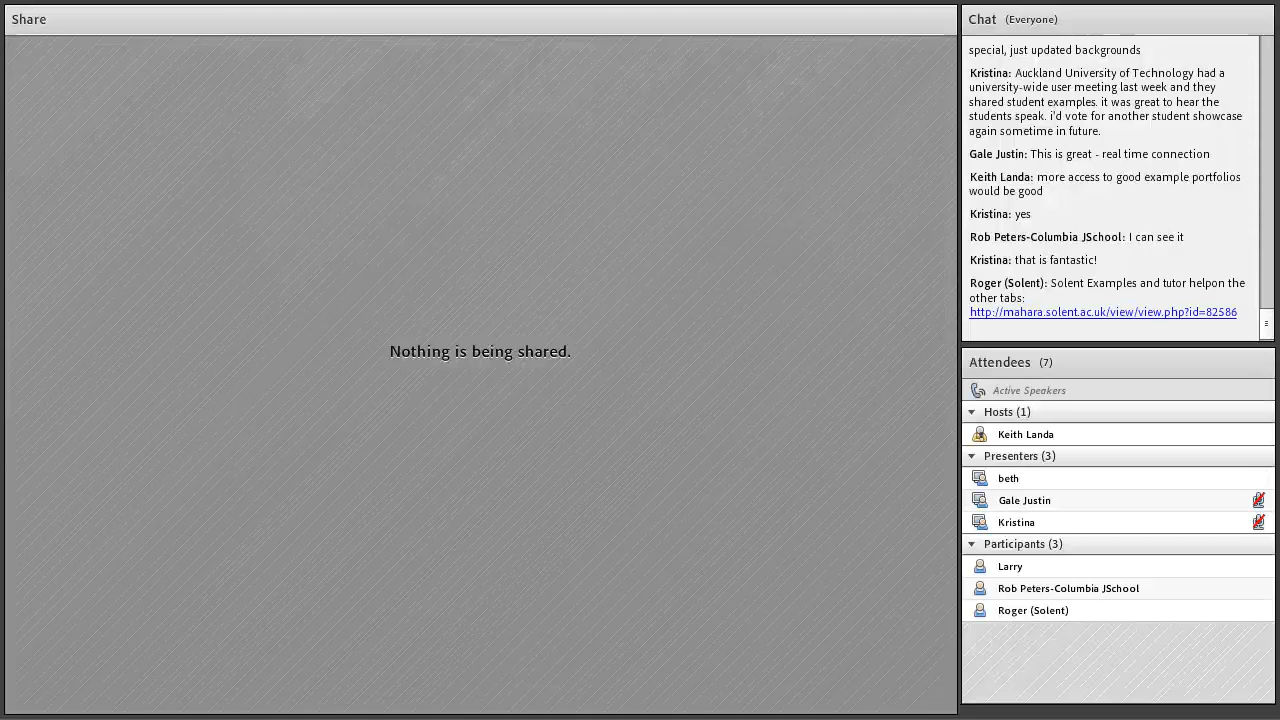 Share
Nothing is being shared.
Chat (Everyone)
special, just updated backgrounds
Kristina: Auckland University of Technology had a
university-wide user meeting last week and they
shared student examples. it was great to hear the
students speak. i'd vote for another student showcase
again sometime in future.
Gale Justin: This is great - real time connection
Keith Landa: more access to good example portfolios
would be good
Kristina: yes
Rob Peters-Columbia JSchool: I can see it
Kristina: that is fantastic!
Roger (Solent): Solent Examples and tutor helpon the
other tabs:
http://mahara.solent.ac.uk/view/view.php?id=82586
Attendees (7)
Active Speakers
Hosts (1)
Keith Landa
Presenters (3)
beth
Gale Justin
Kristina
Participants (3)
Larry
Rob Peters-Columbia JSchool
Roger (Solent)